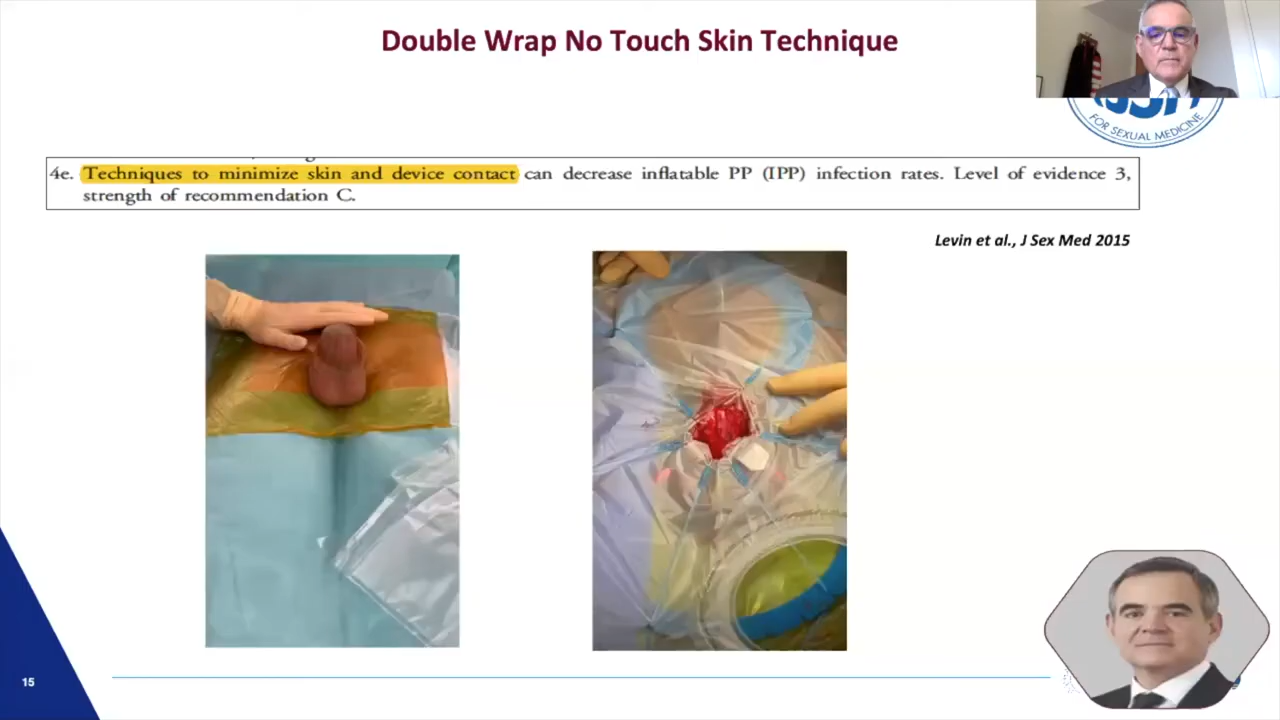 Double Wrap No Touch Skin Technique
FOR SEXUAL MEDICINE
4e. Techniques to minimize skin and device contact can decrease inflatable PP (IPP) infection rates. Level of evidence 3,
strength of recommendation C.
Levin et al., J Sex Med 2015
15